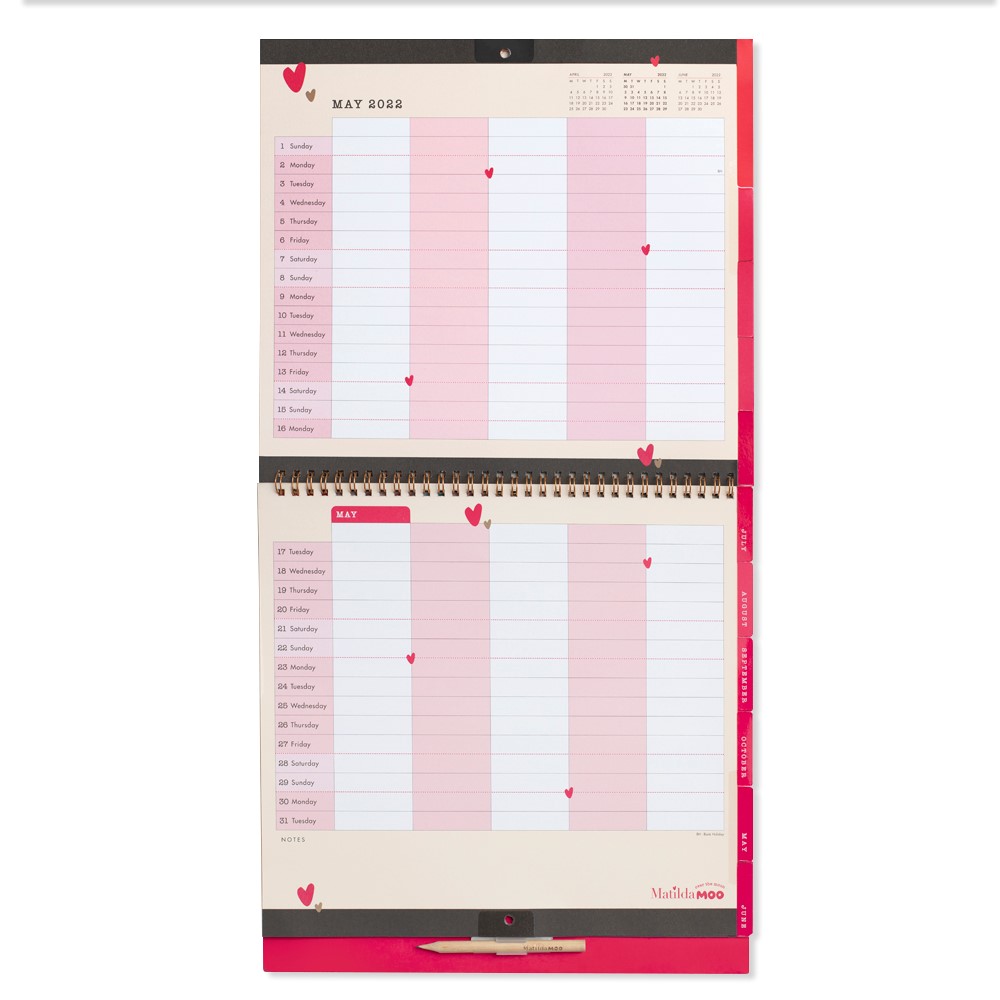 APRIL 2022 MAY 2022 JUNE 2022
M T W T F S S M T W T F S S M T W T F S S
MAY 2022
1 Sunday
2 Monday
3 Tuesday
4 Wednesday
5 Thursday
6 Friday
7 Saturday
8 Sunday
9 Monday
10 Tuesday
11 Wednesday
12 Thursday
13 Friday
14 Saturday
15 Sunday
16 Monday
MAY
17 Tuesday
18 Wednesday
19 Thursday
20 Friday
21 Saturday
22 Sunday
23 Monday
24 Tuesday
25 Wednesday
26 Thursday
27 Friday
28 Saturday
29 Sunday
30 Monday
31 Tuesday
NOTES
Matilda MOO
Matilda MOO
JULY
AUGUST
SEPTEMBER
OCTOBER
MAY
JUNE